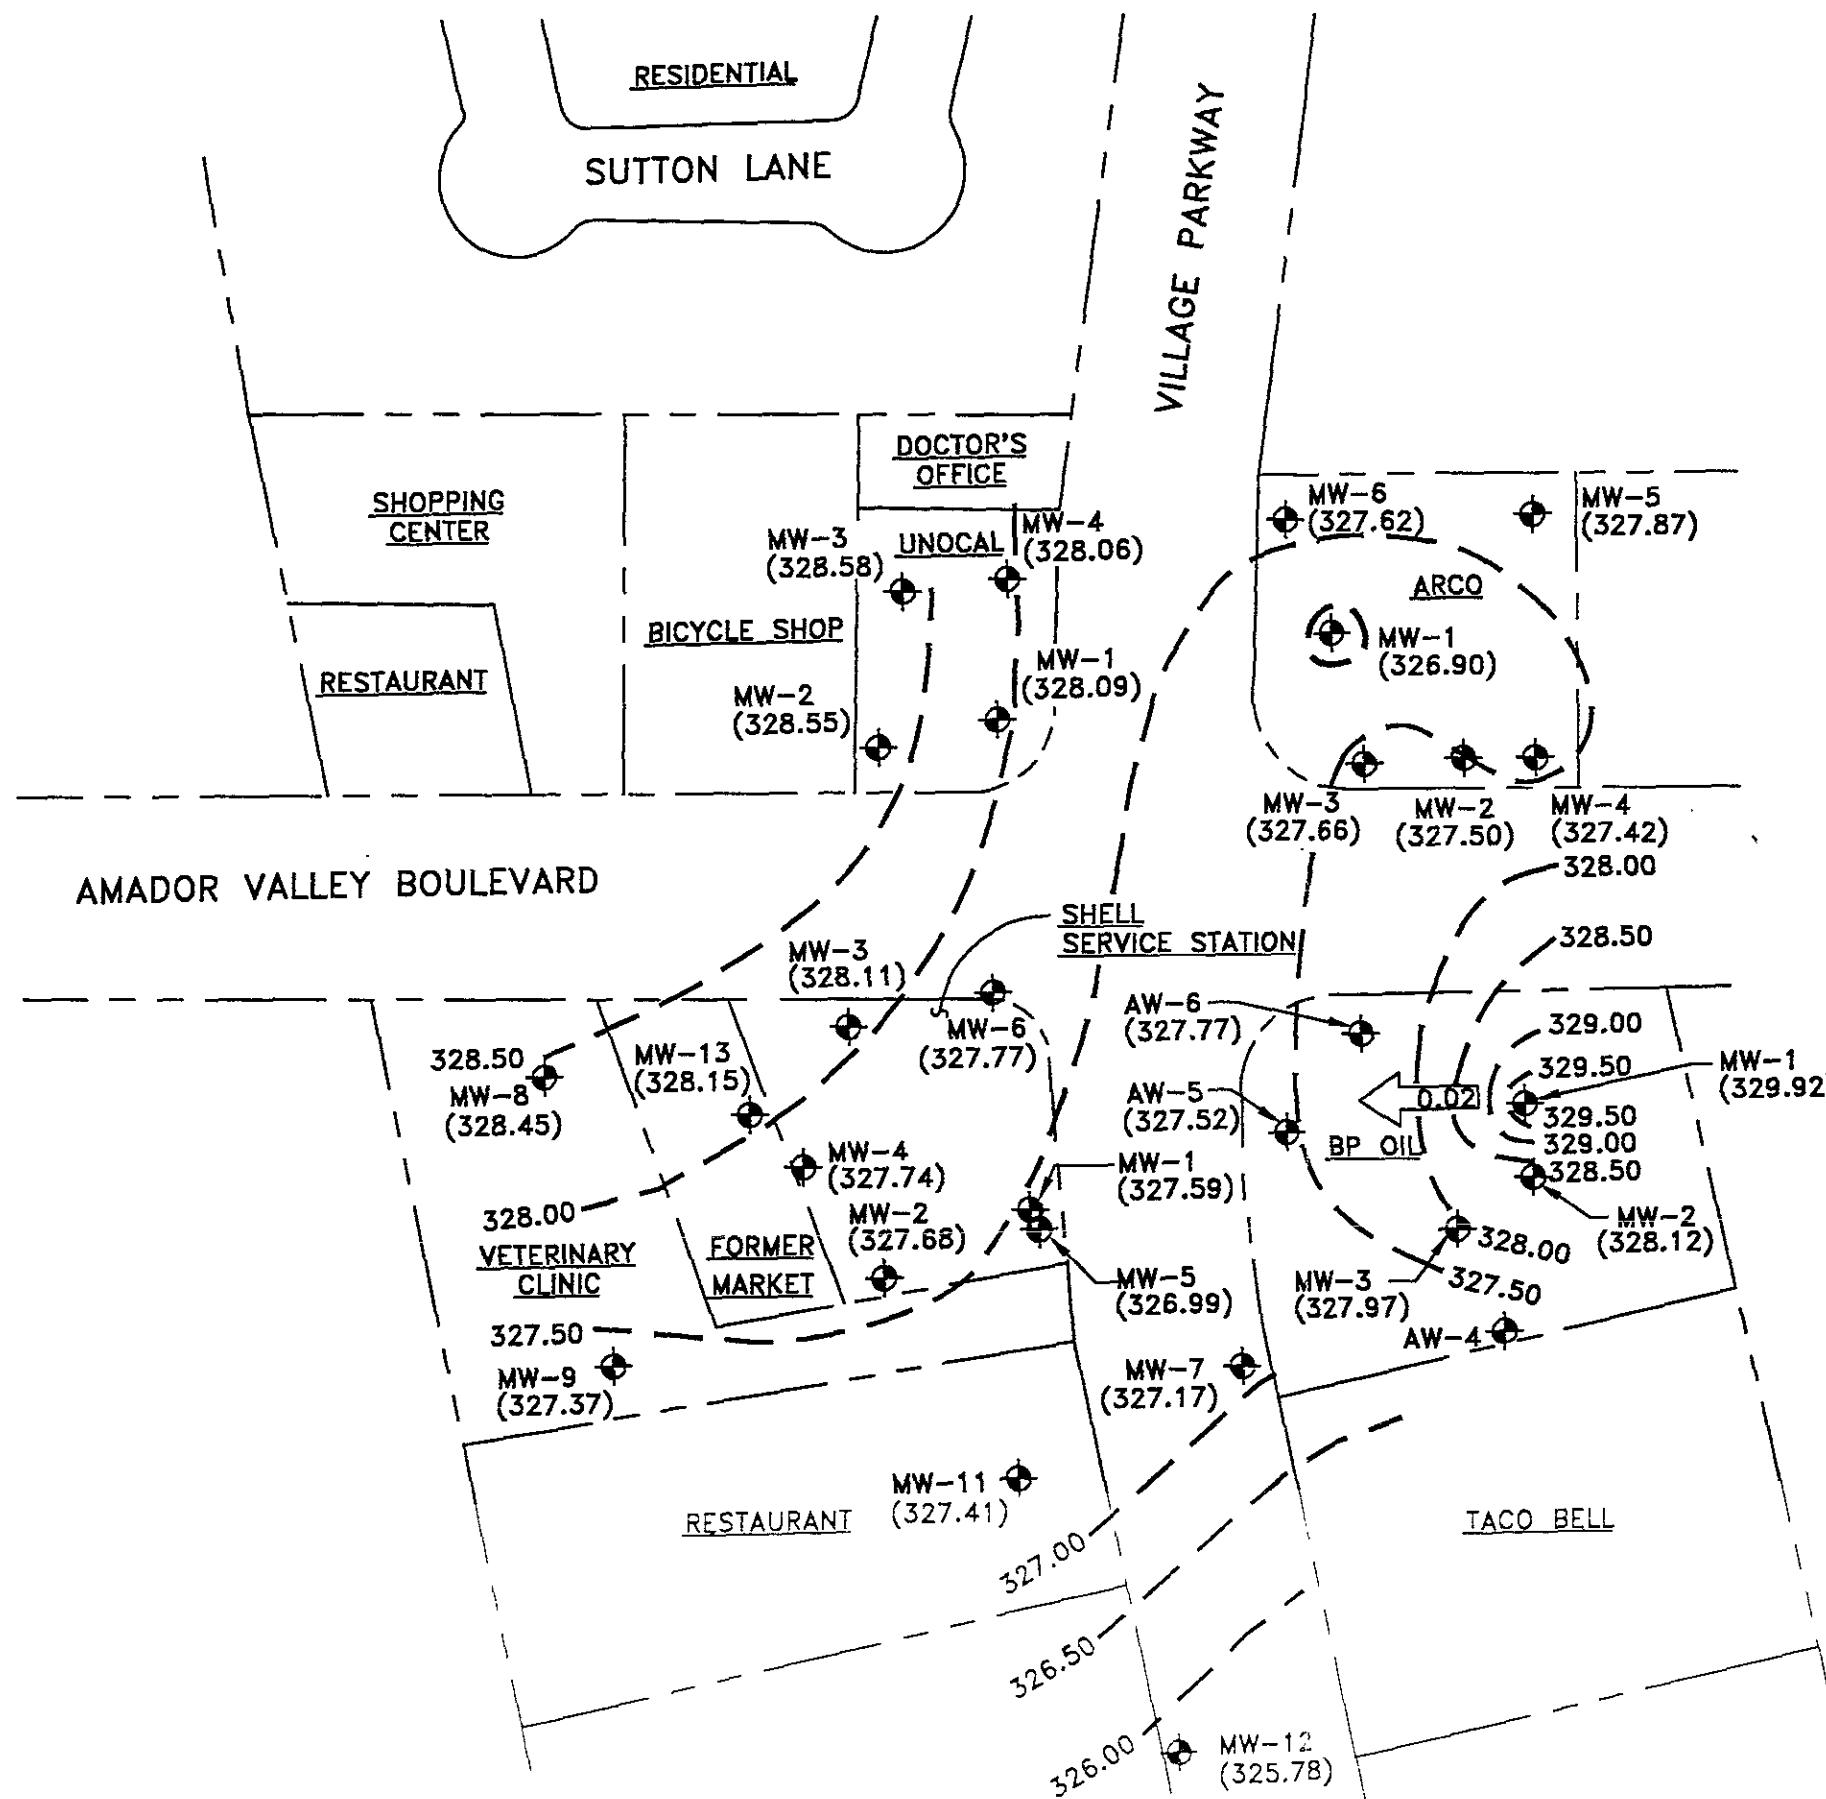 RESIDENTIAL
SUTTON LANE
VILLAGE PARKWAY
DOCTOR'S
OFFICE
SHOPPING
CENTER
RESTAURANT
BICYCLE SHOP
UNOCAL
MW-3
(328.58)
MW-4
(328.06)
MW-2
(328.55)
MW-1
(328.09)
MW-6
(327.62)
MW-5
(327.87)
ARCO
MW-1
(326.90)
MW-3
(327.66)
MW-2
(327.50)
MW-4
(327.42)
AMADOR VALLEY BOULEVARD
328.00
328.50
329.00
329.50
MW-1
(329.92
329.50
329.00
328.50
SHELL
SERVICE STATION
MW-3
(328.11)
MW-6
(327.77)
AW-6
(327.77)
AW-5
(327.52)
0.02
BP OIL
328.50
MW-8
(328.45)
MW-13
(328.15)
MW-4
(327.74)
MW-1
(327.59)
MW-2
(327.68)
MW-5
(326.99)
328.00
VETERINARY
CLINIC
FORMER
MARKET
327.50
MW-9
(327.37)
MW-2
(328.12)
328.00
MW-3
(327.97)
327.50
AW-4
MW-7
(327.17)
MW-11
(327.41)
RESTAURANT
TACO BELL
327.00
326.50
326.00
MW-12
(325.78)